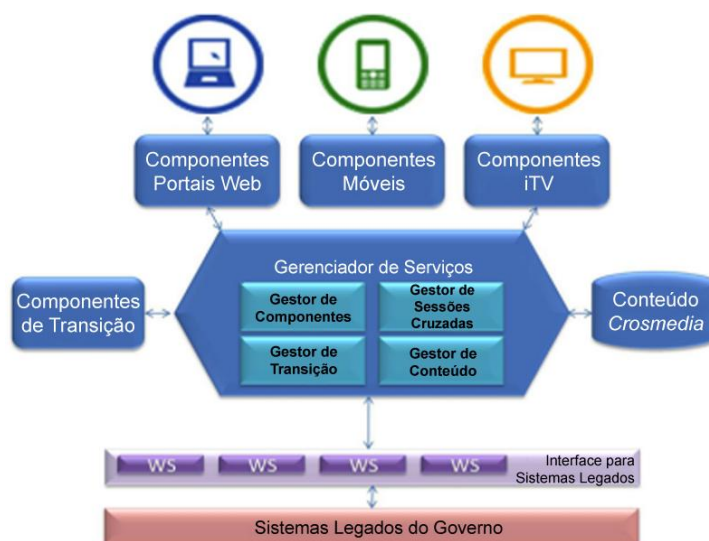 Componentes
Portais Web
Componentes
Móveis
Componentes
iTV
Gerenciador de Serviços
Componentes
de Transição
Gestor de
Componentes
Gestor de
Sessões
Cruzadas
Gestor de
Transição
Gestor de
Conteúdo
Conteúdo
Crosmedia
WS
WS
WS
WS
Interface para
Sistemas Legados
Sistemas Legados do Governo